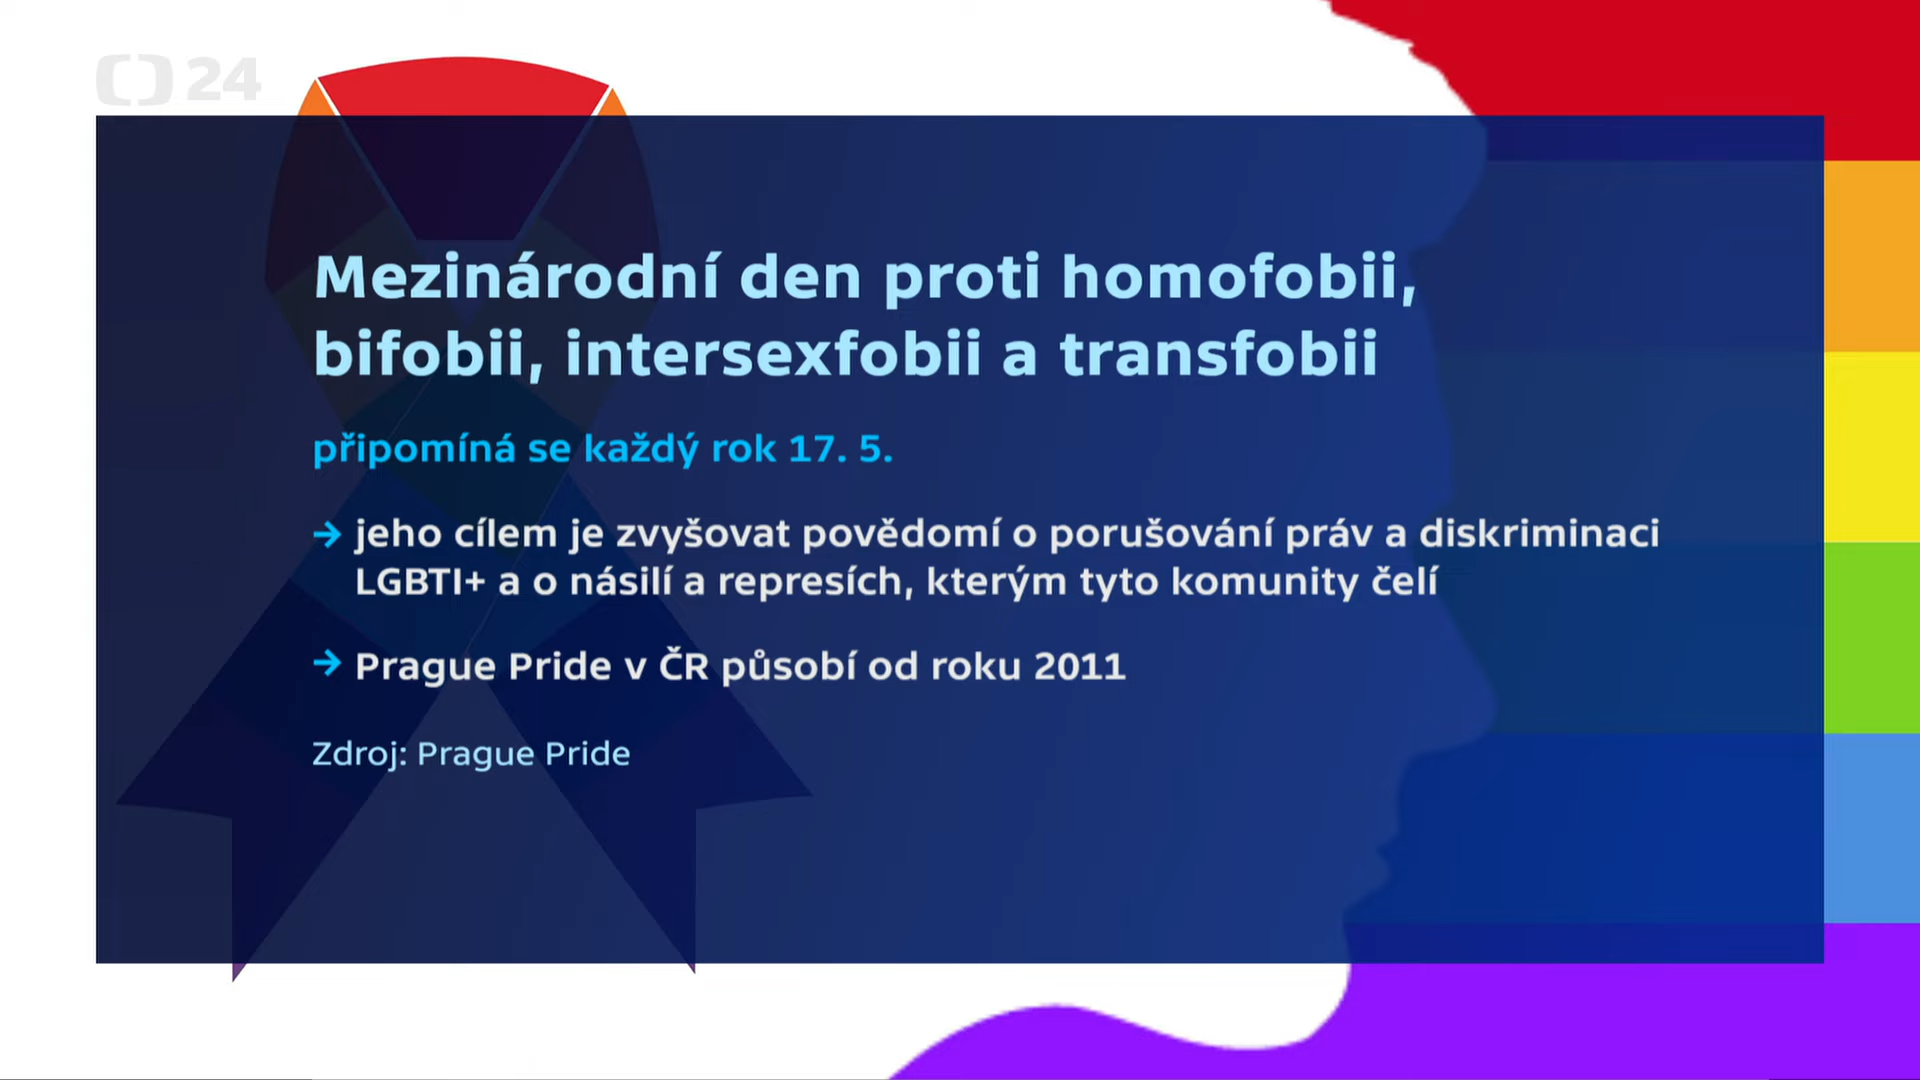 24
Mezinárodní den proti homofobii,
bifobii, intersexfobii a transfobii
připomíná se každý rok 17. 5.
→ jeho cílem je zvyšovat povědomí o porušování práv a diskriminaci
LGBTI+ a o násilí a represích, kterým tyto komunity čelí
→ Prague Pride v ČR působí od roku 2011
Zdroj: Prague Pride